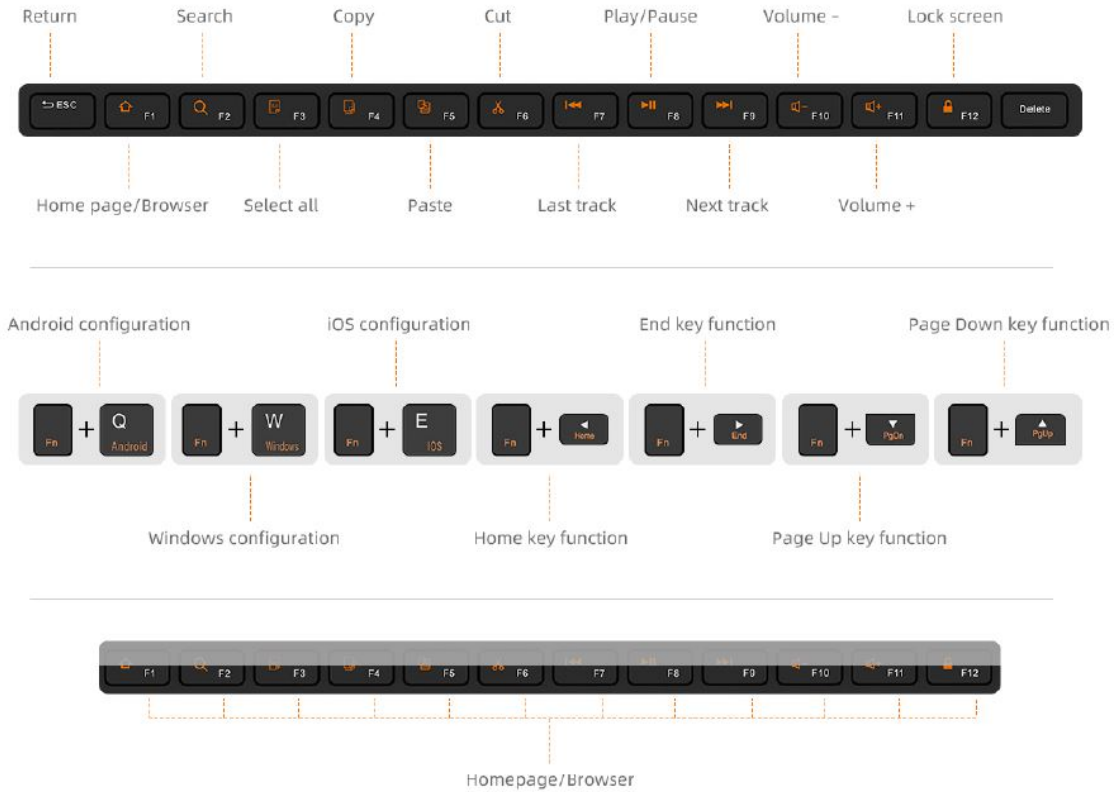 Return Search Copy Cut Play/Pause Volume – Lock screen
ESC F1 F2 F3 F4 F5 F6 F7 F8 F9 F10 F11 F12 Delete
Home page/Browser Select all Paste Last track Next track Volume +
Android configuration iOS configuration End key function Page Down key function
Fn + Q Android Fn + W Windows Fn + E IOS Fn + Home Fn + End Fn + PgDn Fn + PgUp
Windows configuration Home key function Page Up key function
F1 F2 F3 F4 F5 F6 F7 F8 F9 F10 F11 F12
Homepage/Browser